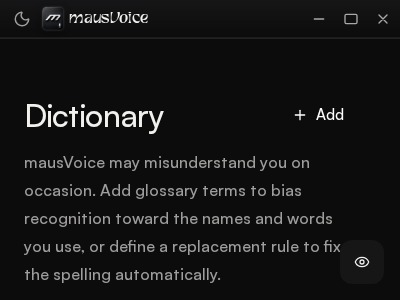 mausVoice
Dictionary
+ Add
mausVoice may misunderstand you on
occasion. Add glossary terms to bias
recognition toward the names and words
you use, or define a replacement rule to fix
the spelling automatically.